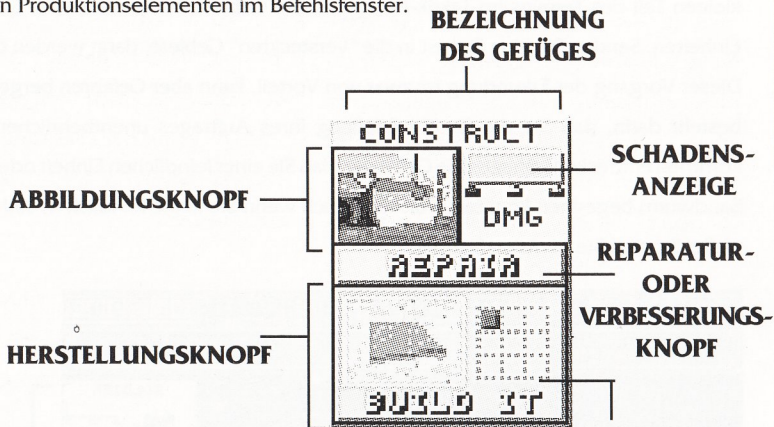 n Produktionselementen im Befehlsfenster.
BEZEICHNUNG
DES GEFÜGES
CONSTRUCT
ABBILDUNGSKNOPF
SCHADENS-
ANZEIGE
DMG
REPAIR
REPARATUR-
ODER
VERBESSERUNGS-
KNOPF
HERSTELLUNGSKNOPF
BUILD IT